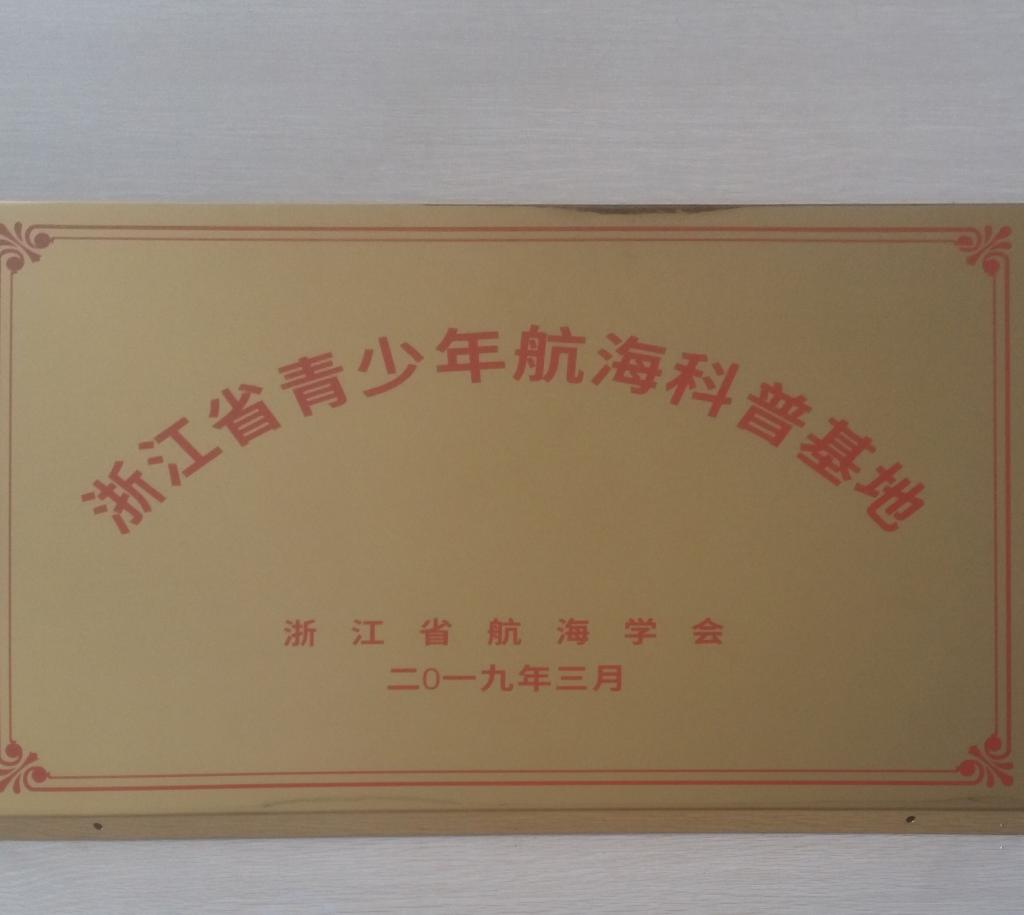 浙江省青少年航海科普基地
浙江省航海学会
二0一九年三月